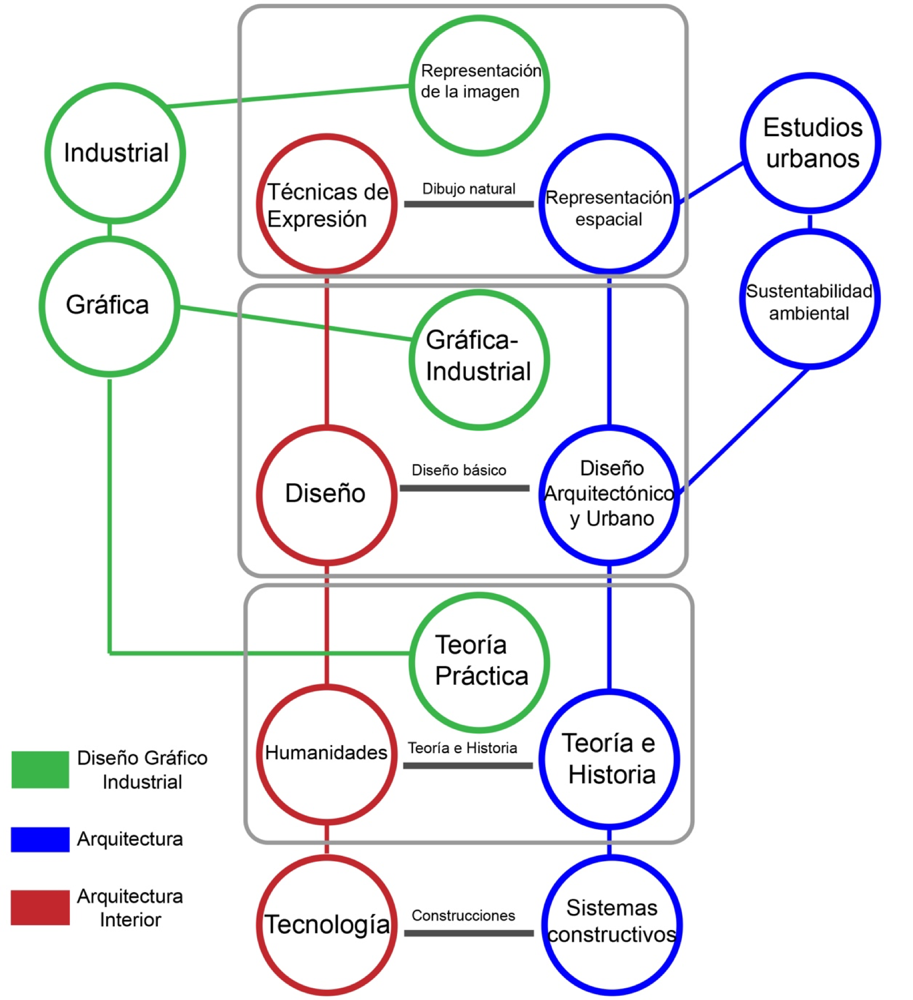 Representación
de la imagen
Industrial
Estudios
urbanos
Técnicas de
Expresión
Dibujo natural
Representación
espacial
Gráfica
Sustentabilidad
ambiental
Gráfica-
Industrial
Diseño
Diseño básico
Diseño
Arquitectónico
y Urbano
Teoría
Práctica
Humanidades
Teoría e Historia
Teoría e
Historia
Diseño Gráfico
Industrial
Arquitectura
Arquitectura
Interior
Tecnología
Construcciones
Sistemas
constructivos